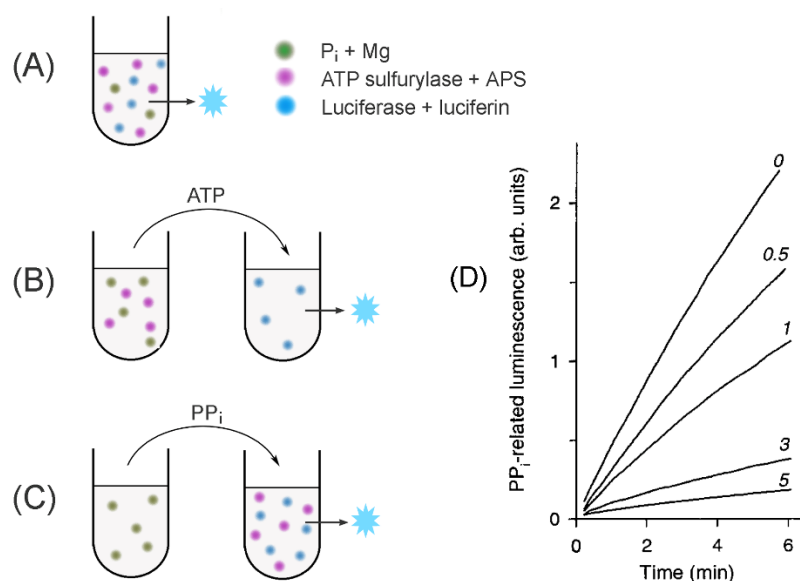 (A)
Pi + Mg
ATP sulfurylase + APS
Luciferase + luciferin
ATP
(B)
PPi
(C)
(D)
PPi-related luminescence (arb. units)
2
1
0
0
0.5
1
3
5
0 2 4 6
Time (min)